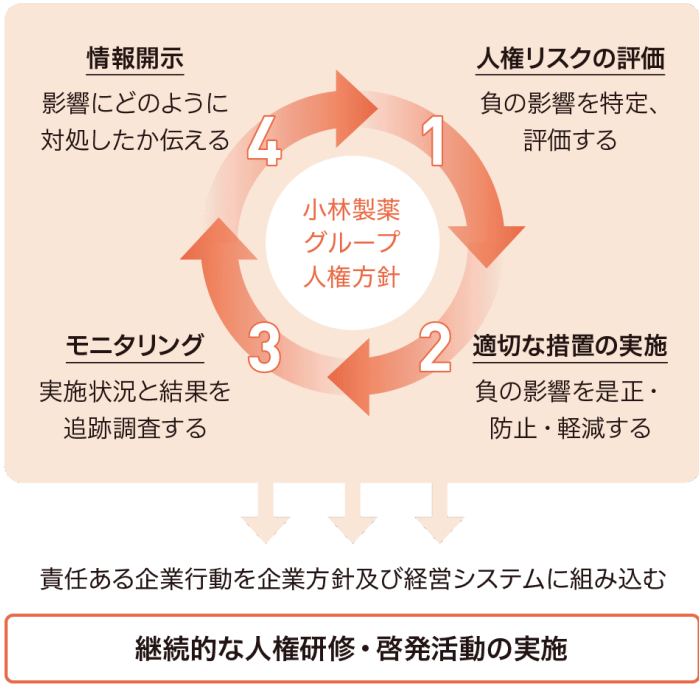 小林製薬
グループ
人権方針
1
人権リスクの評価
負の影響を特定、
評価する
2
適切な措置の実施
負の影響を是正・
防止・軽減する
3
モニタリング
実施状況と結果を
追跡調査する
4
情報開示
影響にどのように
対処したか伝える
責任ある企業行動を企業方針及び経営システムに組み込む
継続的な人権研修・啓発活動の実施